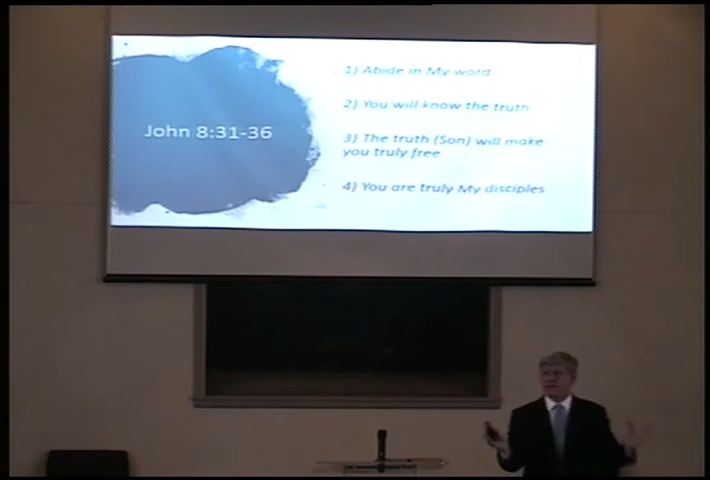 John 8:31-36
1) Abide in My word
2) You will know the truth
3) The truth (Son) will make
you truly free
4) You are truly My disciples